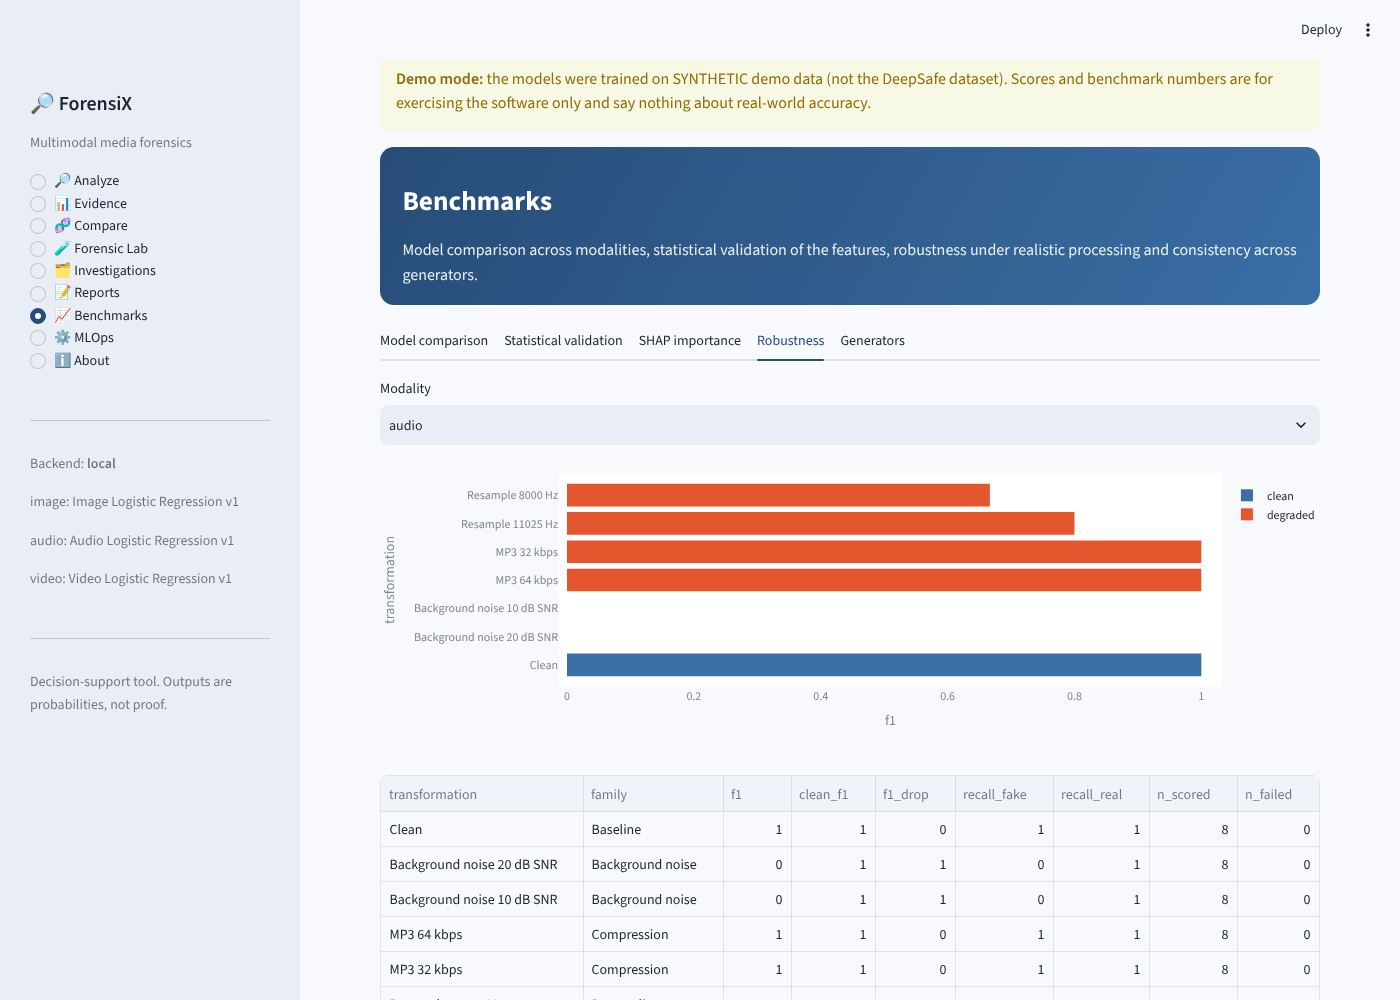 Deploy
Demo mode: the models were trained on SYNTHETIC demo data (not the DeepSafe dataset). Scores and benchmark numbers are for
exercising the software only and say nothing about real-world accuracy.
ForensiX
Multimodal media forensics
Analyze
Evidence
Compare
Forensic Lab
Investigations
Reports
Benchmarks
MLOps
About
Backend: local
image: Image Logistic Regression v1
audio: Audio Logistic Regression v1
video: Video Logistic Regression v1
Decision-support tool. Outputs are
probabilities, not proof.
Benchmarks
Model comparison across modalities, statistical validation of the features, robustness under realistic processing and consistency across
generators.
Model comparison Statistical validation SHAP importance Robustness Generators
Modality
audio
transformation
Resample 8000 Hz
Resample 11025 Hz
MP3 32 kbps
MP3 64 kbps
Background noise 10 dB SNR
Background noise 20 dB SNR
Clean
0 0.2 0.4 0.6 0.8 1
f1
clean
degraded
transformation family f1 clean_f1 f1_drop recall_fake recall_real n_scored n_failed
Clean Baseline 1 1 0 1 1 8 0
Background noise 20 dB SNR Background noise 0 1 1 0 1 8 0
Background noise 10 dB SNR Background noise 0 1 1 0 1 8 0
MP3 64 kbps Compression 1 1 0 1 1 8 0
MP3 32 kbps Compression 1 1 0 1 1 8 0